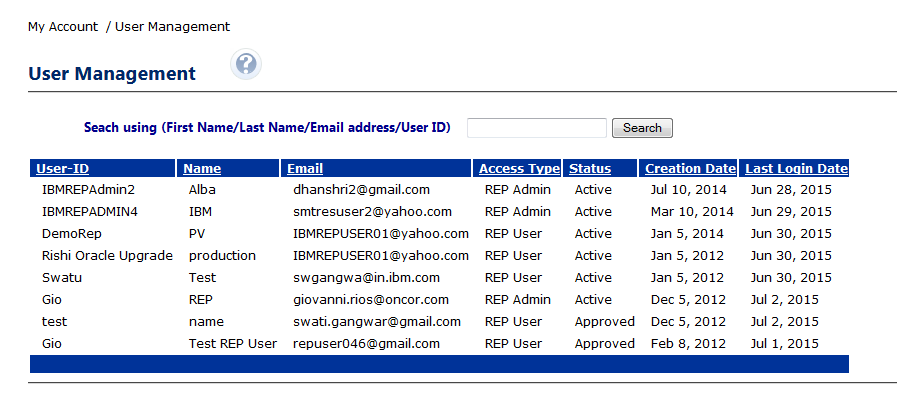 My Account / User Management
User Management ?
Seach using (First Name/Last Name/Email address/User ID) Search
User-ID Name Email Access Type Status Creation Date Last Login Date
IBMREPAdmin2 Alba dhanshri2@gmail.com REP Admin Active Jul 10, 2014 Jun 28, 2015
IBMREPADMIN4 IBM smtresuser2@yahoo.com REP Admin Active Mar 10, 2014 Jun 29, 2015
DemoRep PV IBMREPUSER01@yahoo.com REP User Active Jan 5, 2014 Jun 30, 2015
Rishi Oracle Upgrade production IBMREPUSER01@yahoo.com REP User Active Jan 5, 2012 Jun 30, 2015
Swatu Test swgangwa@in.ibm.com REP User Active Jan 5, 2012 Jun 30, 2015
Gio REP giovanni.rios@oncor.com REP Admin Active Dec 5, 2012 Jul 2, 2015
test name swati.gangwar@gmail.com REP User Approved Dec 5, 2012 Jul 2, 2015
Gio Test REP User repuser046@gmail.com REP User Approved Feb 8, 2012 Jul 1, 2015